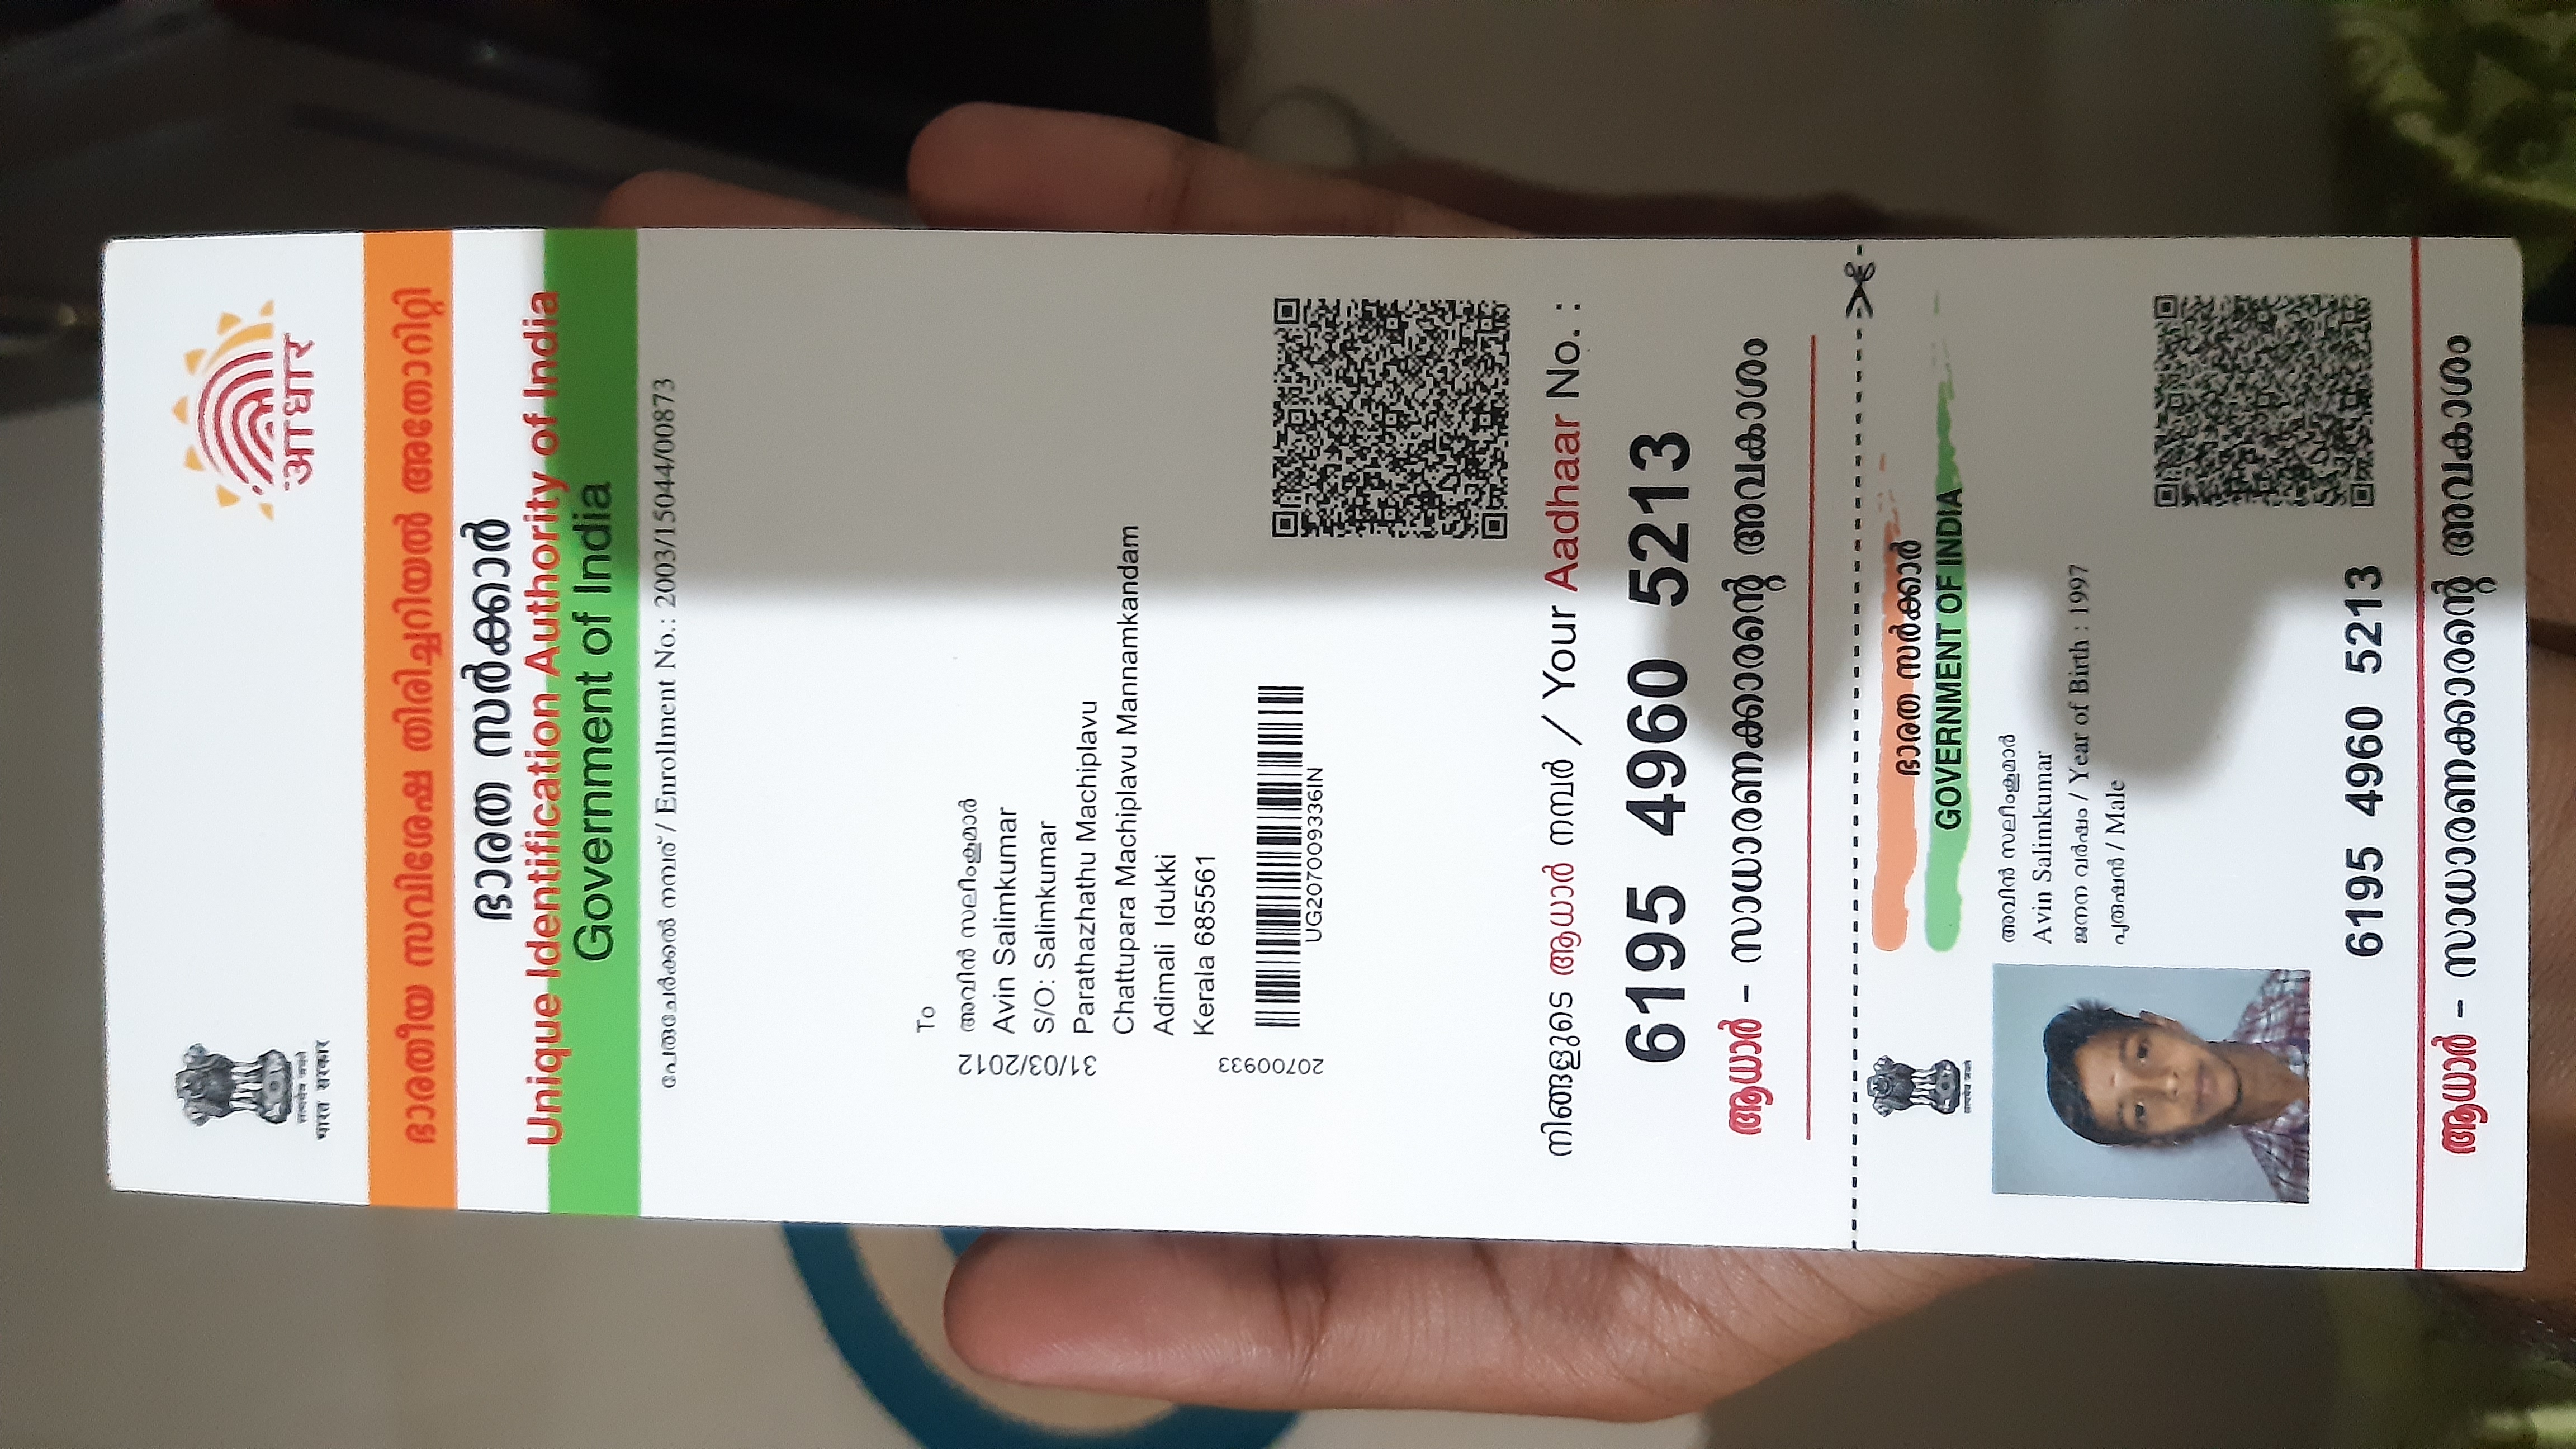 सत्यमेव जयते
भारत सरकार
आधार
ഭാരതീയ സവിശേഷ തിരിച്ചറിയൽ അതോറിറ്റി
ഭാരത സർക്കാർ
Unique Identification Authority of India
Government of India
പേരുചേർക്കൽ നമ്പര് / Enrollment No.: 2003/15044/00873
To
അവിൻ സലീംകുമാർ
Avin Salimkumar
S/O: Salimkumar
Parathazhathu Machiplavu
Chattupara Machiplavu Mannamkandam
Adimali Idukki
Kerala 685561
31/03/2012
20700933
UG207009336IN
നിങ്ങളുടെ ആധാർ നമ്പർ / Your Aadhaar No. :
6195 4960 5213
ആധാർ - സാധാരണക്കാരന്റെ അവകാശം
सत्यमेव जयते
ഭാരത സർക്കാർ
GOVERNMENT OF INDIA
അവിൻ സലീംകുമാർ
Avin Salimkumar
ജനന വർഷം / Year of Birth : 1997
പുരുഷൻ / Male
6195 4960 5213
ആധാർ - സാധാരണക്കാരന്റെ അവകാശം